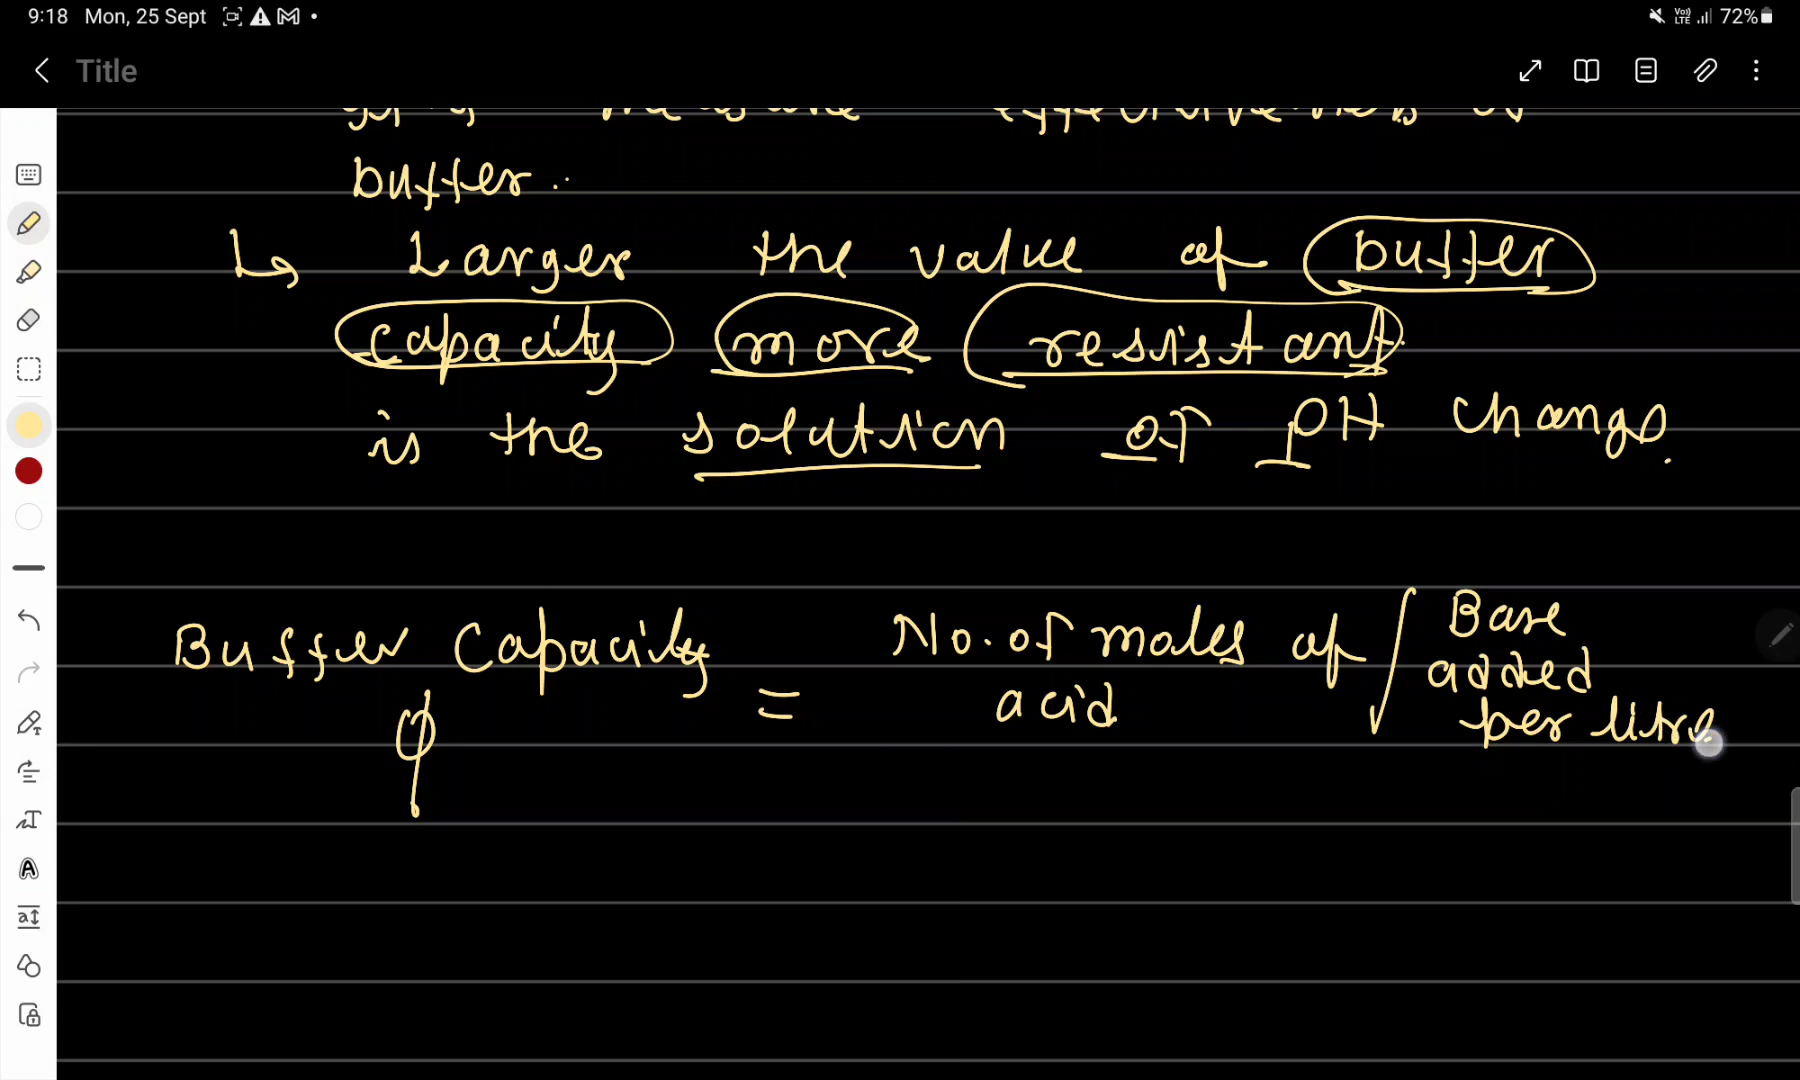 9:18 Mon, 25 Sept 72%
Title
buffer.
↳ Larger the value of buffer
capacity more resistant
is the solution of pH change.
Buffer Capacity = No. of moles of / Base
acid added
φ per litre